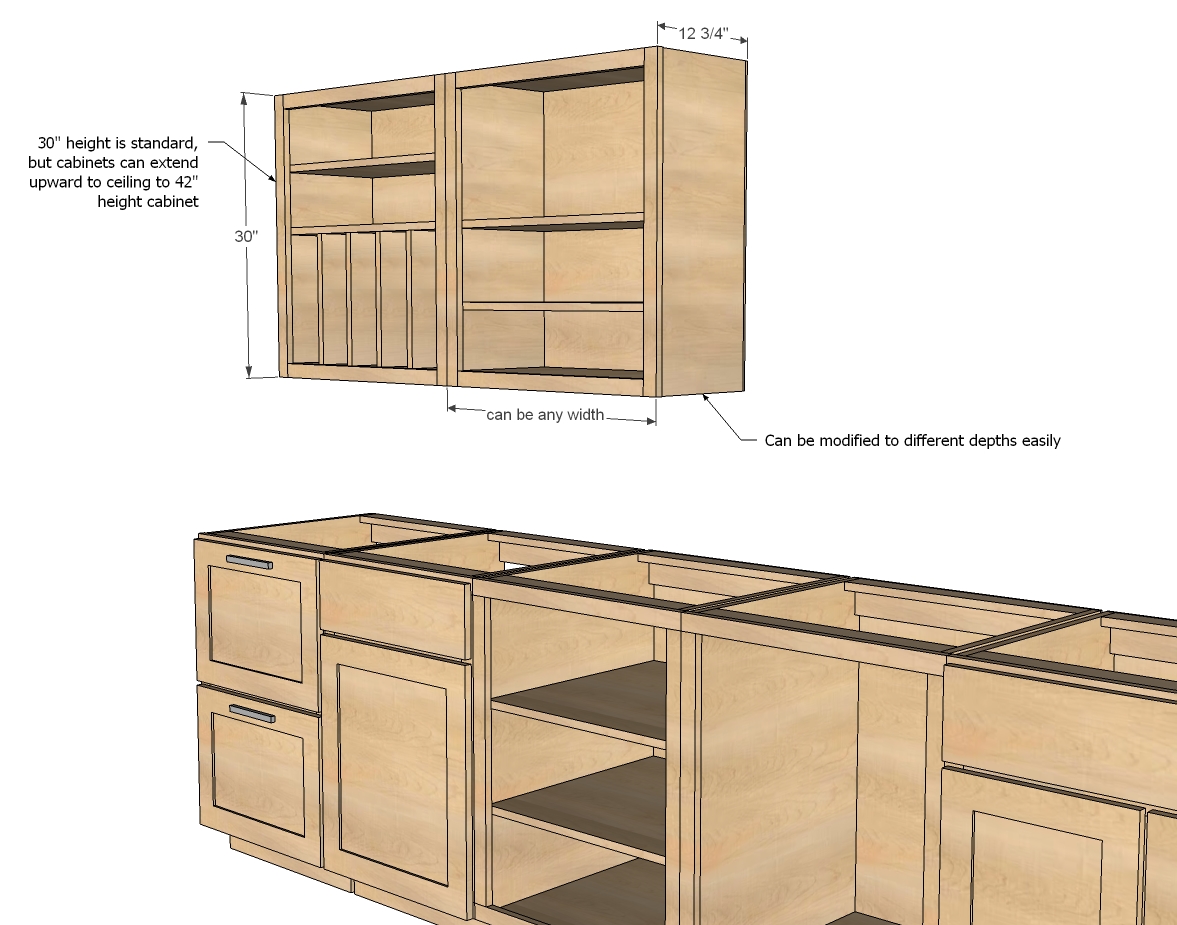 12 3/4"
30" height is standard,
but cabinets can extend
upward to ceiling to 42"
height cabinet
30"
can be any width
Can be modified to different depths easily